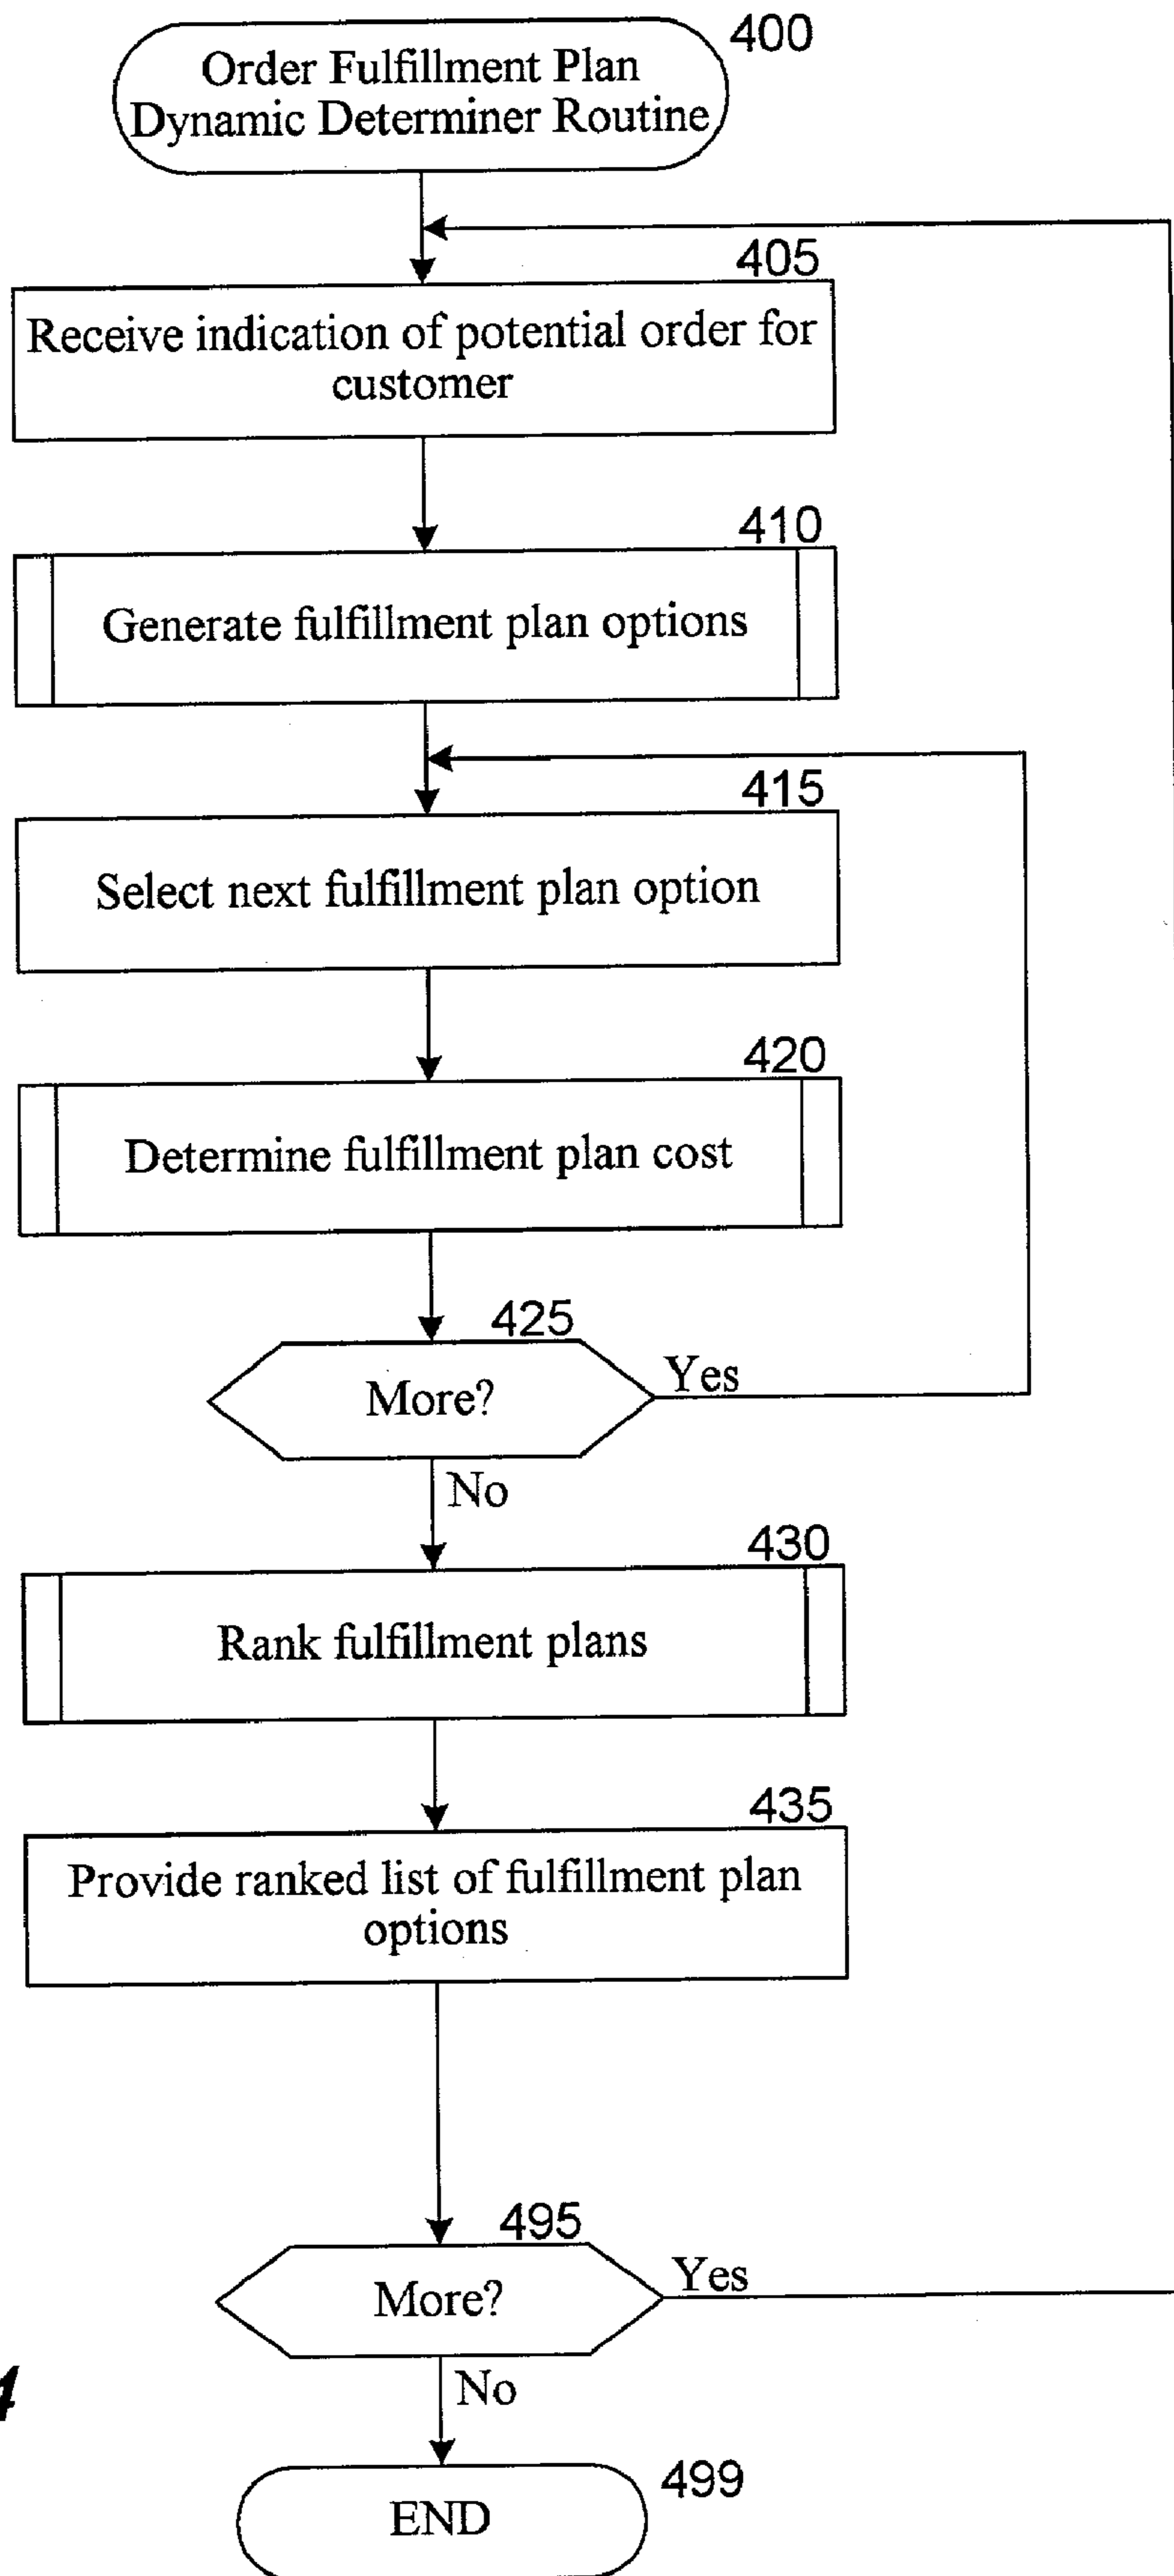 400
Order Fulfillment Plan
Dynamic Determiner Routine
405
Receive indication of potential order for
customer
410
Generate fulfillment plan options
415
Select next fulfillment plan option
420
Determine fulfillment plan cost
425
More?
Yes
No
430
Rank fulfillment plans
435
Provide ranked list of fulfillment plan
options
495
More?
Yes
4
No
499
END